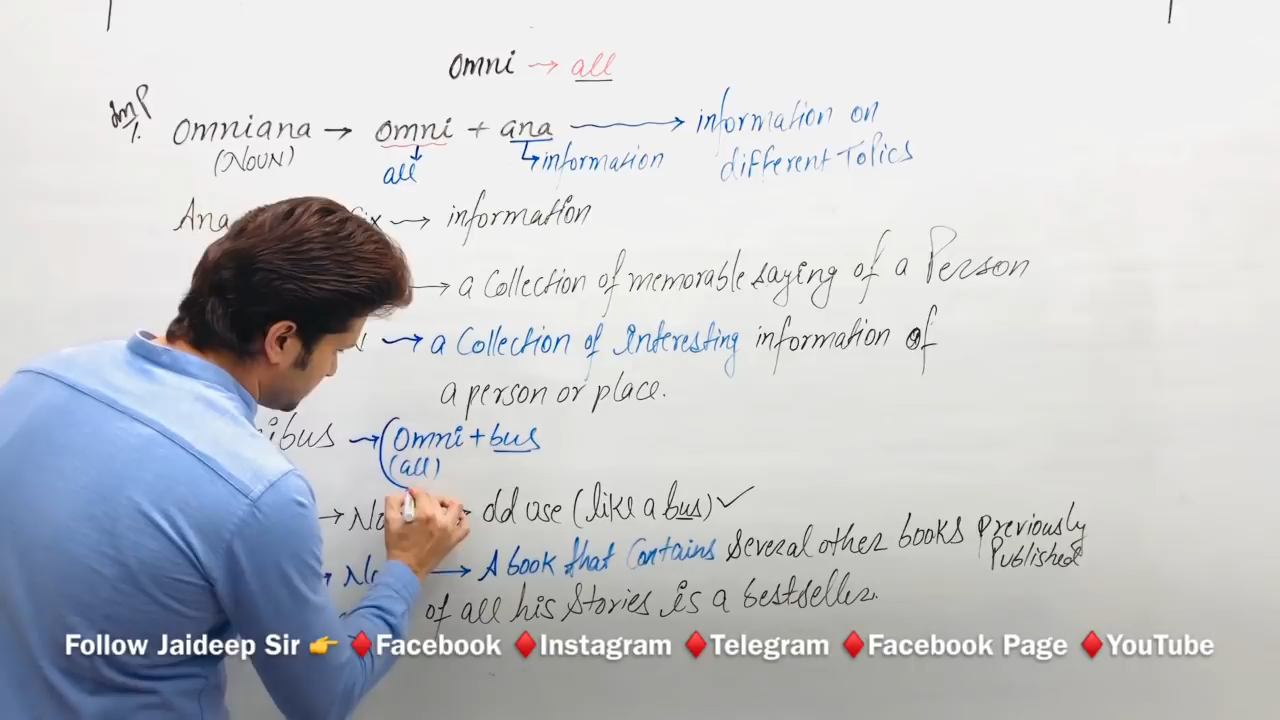 Omni → all
Imp
1. Omniana → omni + ana → information on
(Noun) all information different Topics
Ana → information
→ a Collection of memorable saying of a Person
→ a Collection of Interesting information of
a person or place.
ibus → (Omni + bus
(all)
→ No old use (like a bus) ✓
→ No → A book that Contains Several other books Previously
Published
of all his Stories is a bestseller.
Follow Jaideep Sir 👉 ♦Facebook ♦Instagram ♦Telegram ♦Facebook Page ♦YouTube